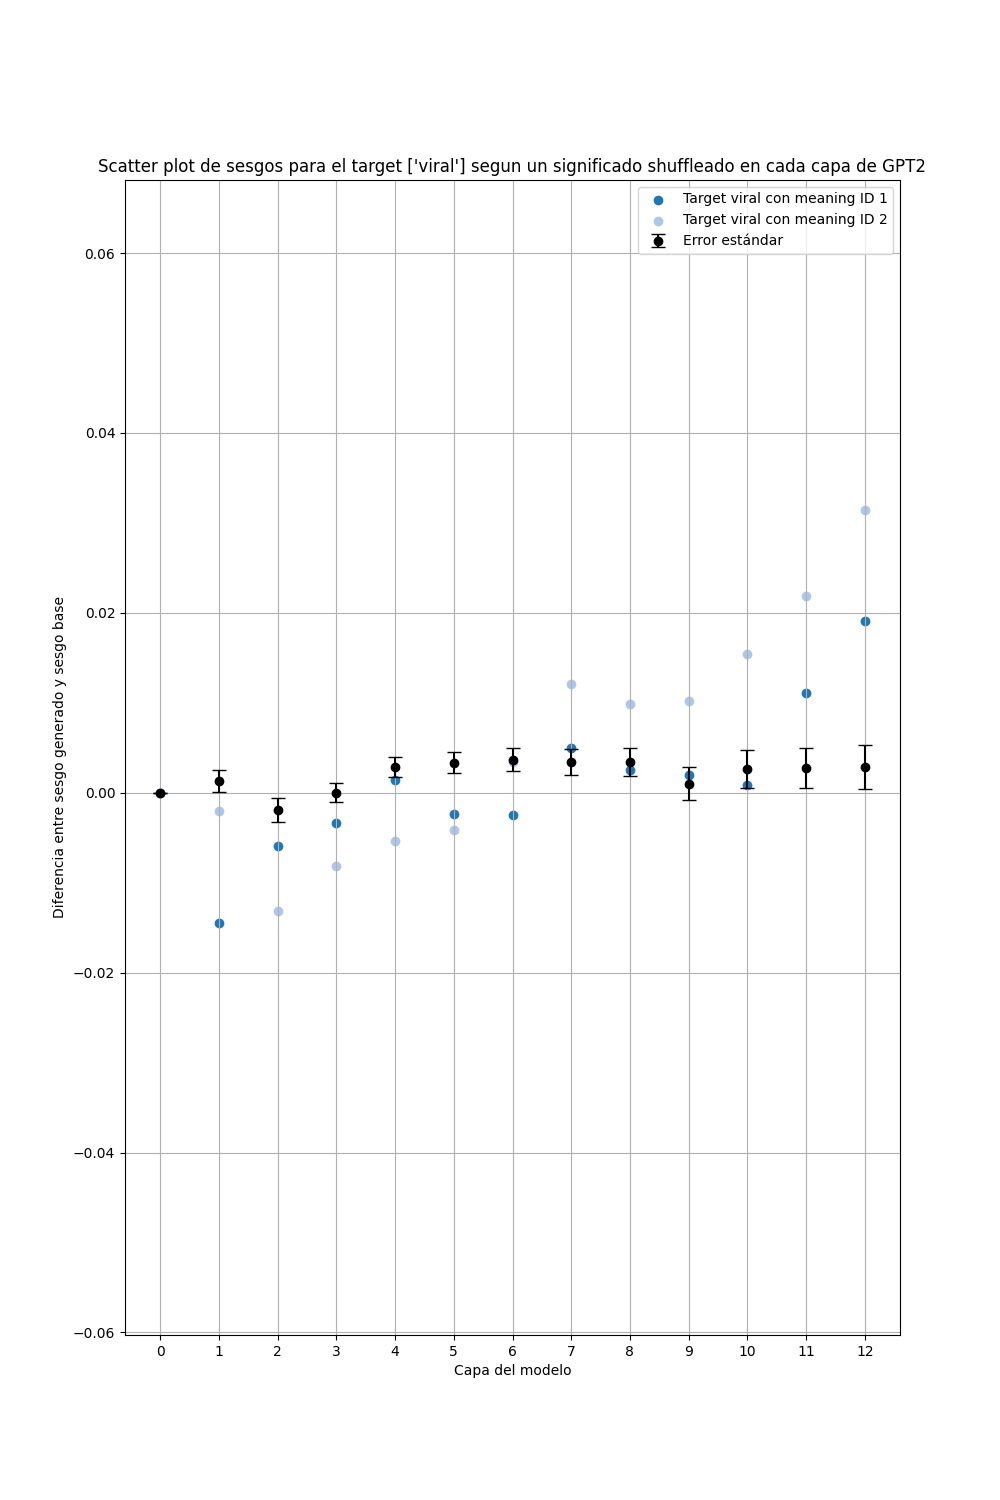 Scatter plot de sesgos para el target ['viral'] segun un significado shuffleado en cada capa de GPT2
Target viral con meaning ID 1
Target viral con meaning ID 2
Error estándar
0.06
0.04
0.02
0.00
−0.02
−0.04
−0.06
Diferencia entre sesgo generado y sesgo base
0 1 2 3 4 5 6 7 8 9 10 11 12
Capa del modelo